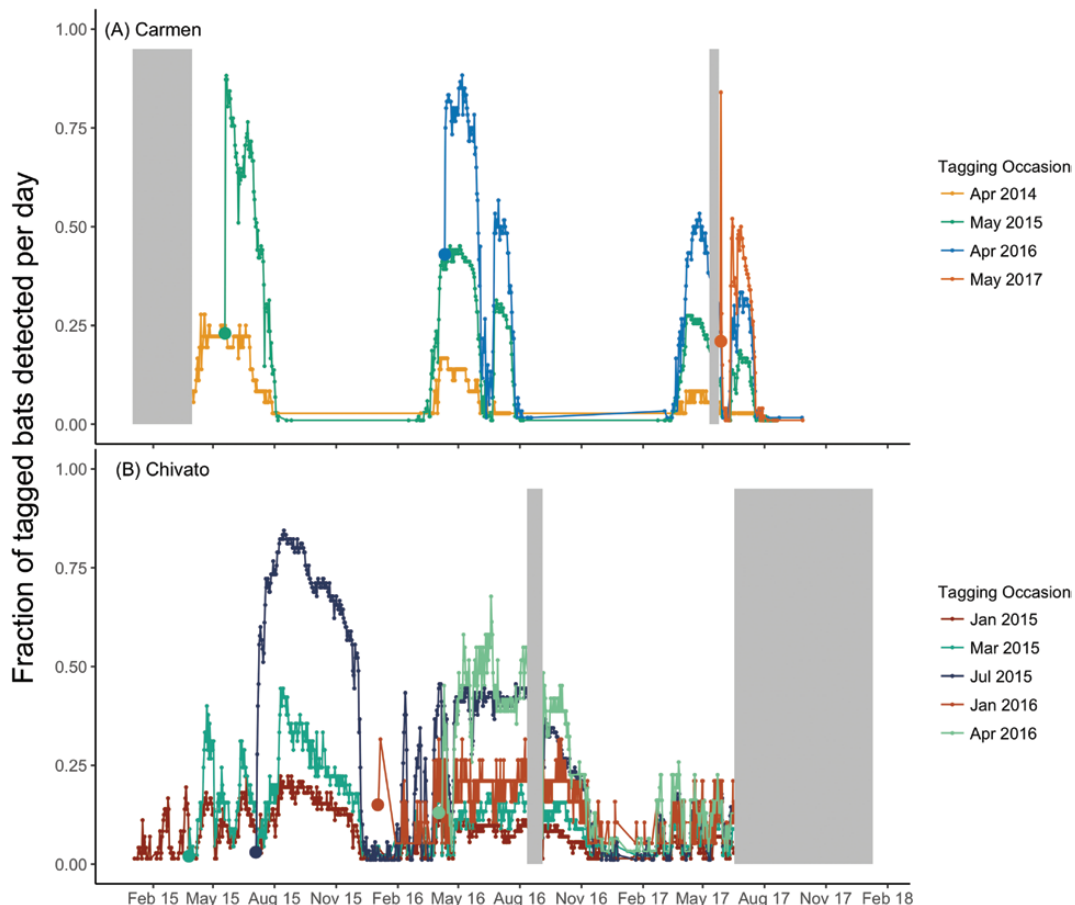 Fraction of tagged bats detected per day
(A) Carmen
1.00
0.75
0.50
0.25
0.00
Tagging Occasion
Apr 2014
May 2015
Apr 2016
May 2017
(B) Chivato
1.00
0.75
0.50
0.25
0.00
Tagging Occasion
Jan 2015
Mar 2015
Jul 2015
Jan 2016
Apr 2016
Feb 15 May 15 Aug 15 Nov 15 Feb 16 May 16 Aug 16 Nov 16 Feb 17 May 17 Aug 17 Nov 17 Feb 18